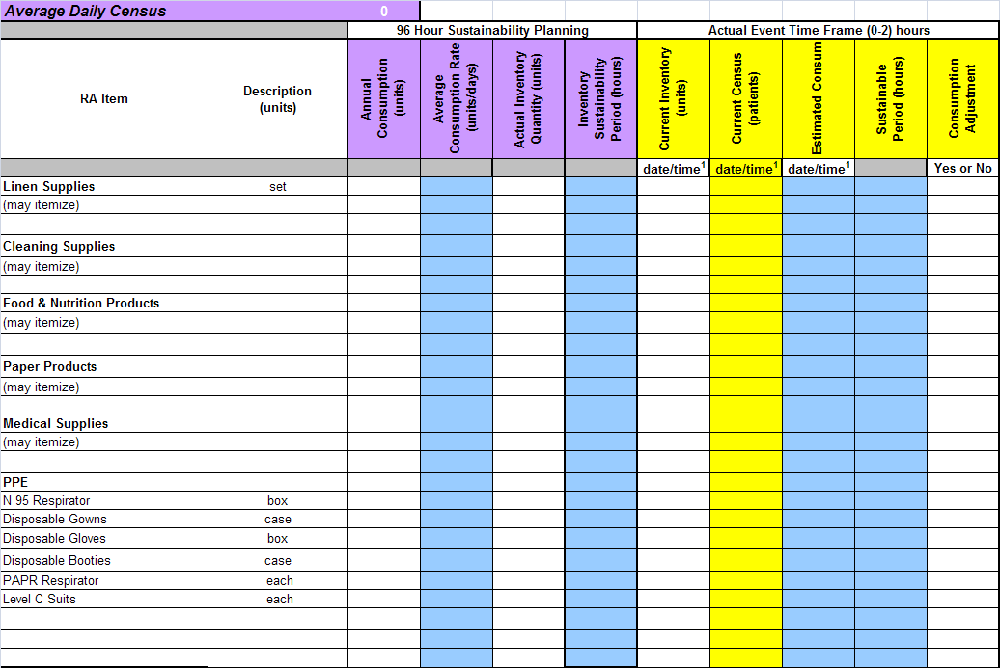 Average Daily Census 0
96 Hour Sustainability Planning Actual Event Time Frame (0-2) hours
RA Item
Description
(units)
Annual
Consumption
(units)
Average
Consumption Rate
(units/days)
Actual Inventory
Quantity (units)
Inventory
Sustainability
Period (hours)
Current Inventory
(units)
Current Census
(patients)
Estimated Consum
Sustainable
Period (hours)
Consumption
Adjustment
date/time1 date/time1 date/time1 Yes or No
Linen Supplies set
(may itemize)
Cleaning Supplies
(may itemize)
Food & Nutrition Products
(may itemize)
Paper Products
(may itemize)
Medical Supplies
(may itemize)
PPE
N 95 Respirator box
Disposable Gowns case
Disposable Gloves box
Disposable Booties case
PAPR Respirator each
Level C Suits each